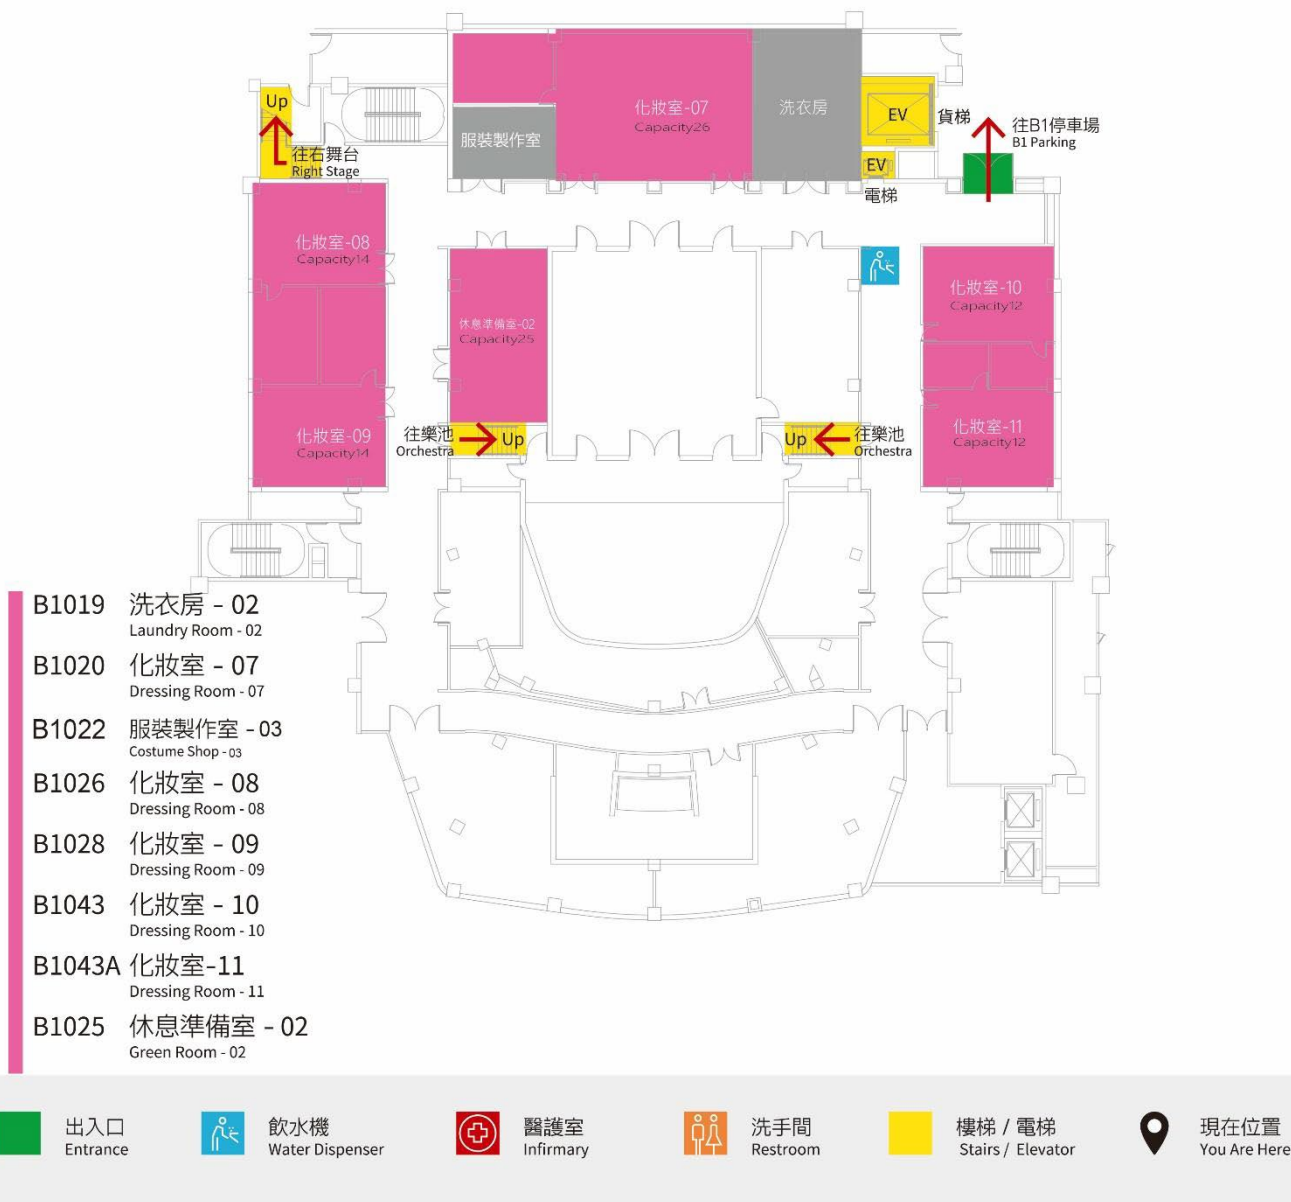 Up
往右舞台
Right Stage
化妝室-07
Capacity26
服裝製作室
洗衣房
EV
貨梯
EV
電梯
往B1停車場
B1 Parking
化妝室-08
Capacity14
休息準備室-02
Capacity25
化妝室-10
Capacity12
化妝室-09
Capacity14
往樂池
Orchestra
Up
Up
往樂池
Orchestra
化妝室-11
Capacity12
B1019 洗衣房 - 02
Laundry Room - 02
B1020 化妝室 - 07
Dressing Room - 07
B1022 服裝製作室 - 03
Costume Shop - 03
B1026 化妝室 - 08
Dressing Room - 08
B1028 化妝室 - 09
Dressing Room - 09
B1043 化妝室 - 10
Dressing Room - 10
B1043A 化妝室-11
Dressing Room - 11
B1025 休息準備室 - 02
Green Room - 02
出入口
Entrance
飲水機
Water Dispenser
醫護室
Infirmary
洗手間
Restroom
樓梯 / 電梯
Stairs / Elevator
現在位置
You Are Here